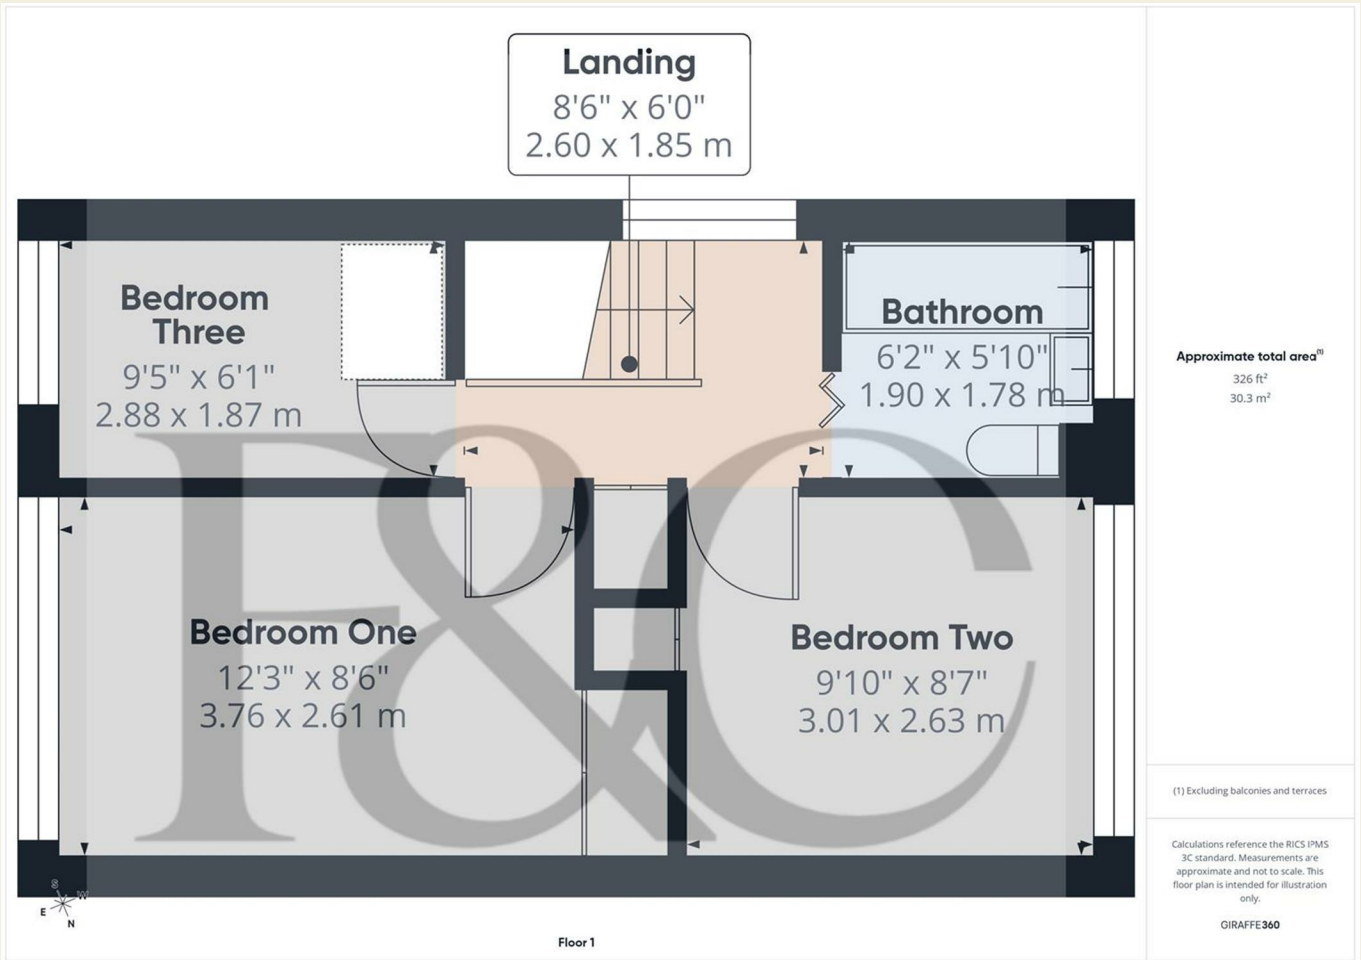 Landing
8'6" x 6'0"
2.60 x 1.85 m
Bedroom
Three
9'5" x 6'1"
2.88 x 1.87 m
Bathroom
6'2" x 5'10"
1.90 x 1.78 m
Approximate total area(1)
326 ft²
30.3 m²
F&C
Bedroom One
12'3" x 8'6"
3.76 x 2.61 m
Bedroom Two
9'10" x 8'7"
3.01 x 2.63 m
(1) Excluding balconies and terraces
Calculations reference the RICS IPMS
3C standard. Measurements are
approximate and not to scale. This
floor plan is intended for illustration
only.
GIRAFFE360
S
W
E
N
Floor 1